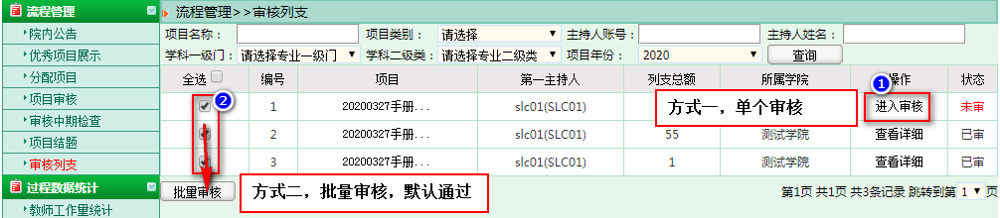 流程管理
院内公告
优秀项目展示
分配项目
项目审核
审核中期检查
项目结题
审核列支
过程数据统计
教师工作量统计
流程管理>>审核列支
项目名称： 项目类别： 请选择 主持人账号： 主持人姓名：
学科一级门： 请选择专业一级门 学科二级类： 请选择专业二级类 项目年份： 2020 查询
全选 编号 项目 第一主持人 列支总额 所属学院 操作 状态
1 20200327手册... slc01(SLC01) 进入审核 未审
2 20200327手册... slc01(SLC01) 55 测试学院 查看详细 已审
3 20200327手册... slc01(SLC01) 1 测试学院 查看详细 已审
1
2
方式一，单个审核
批量审核
方式二，批量审核，默认通过
第1页 共1页 共3条记录 跳转到第 1 页